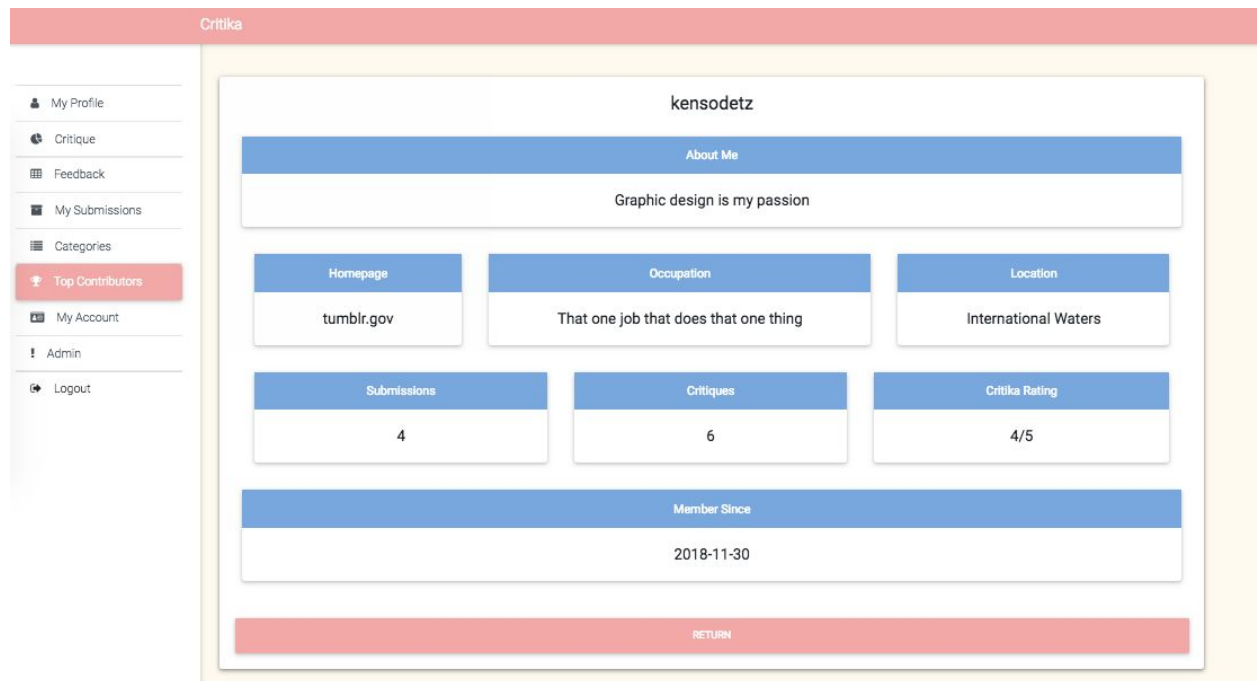 Critika
My Profile
Critique
Feedback
My Submissions
Categories
Top Contributors
My Account
Admin
Logout
kensodetz
About Me
Graphic design is my passion
Homepage
tumblr.gov
Occupation
That one job that does that one thing
Location
International Waters
Submissions
4
Critiques
6
Critika Rating
4/5
Member Since
2018-11-30
RETURN